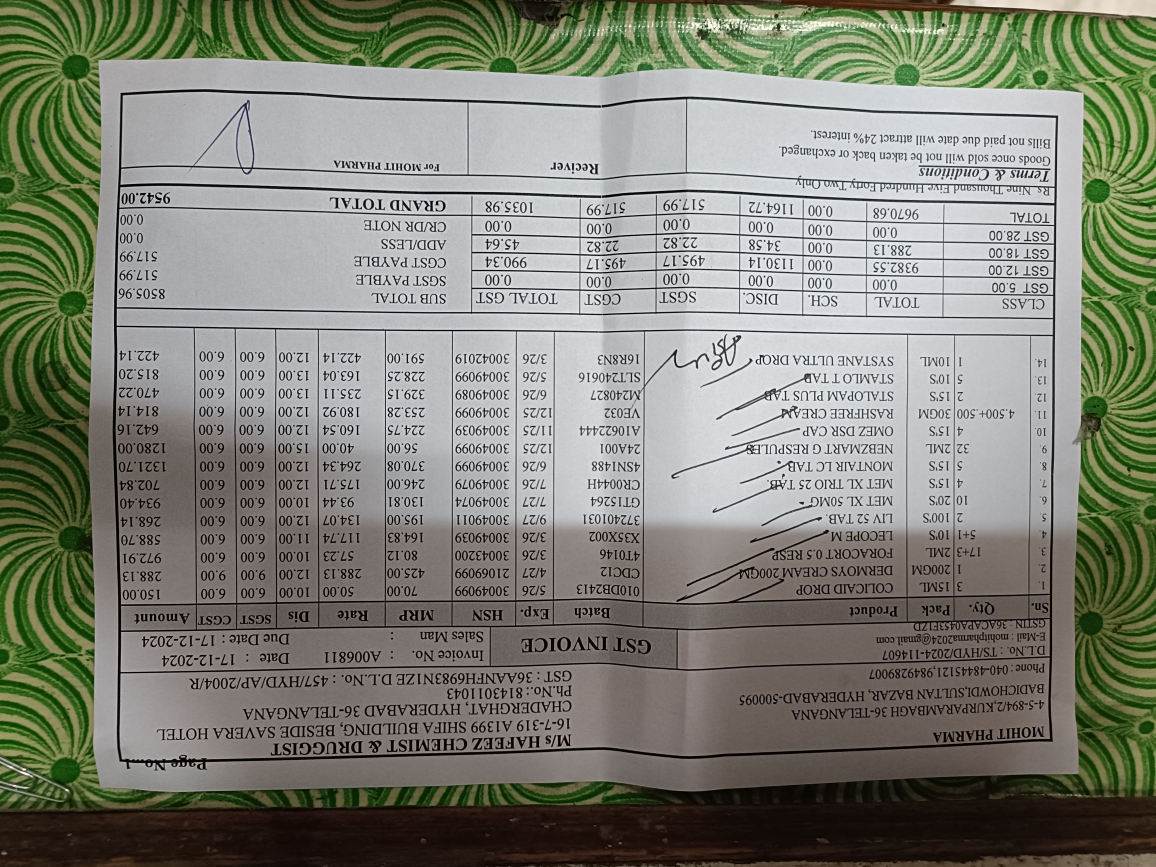 Page No...1
MOHIT PHARMA
5-8-94/2,KURPARAMBAGH 36-TELANGANA
BADICHOWDI,SULTAN BAZAR, HYDERABAD-500095
Phone : 040-48445121,9849289077
D.L.No. : TS/HYD/2024-114607
E-Mail : mohitpharma2024@gmail.com
GSTIN : 36ACAPA0453F1ZD
M/s HAFEEZ CHEMIST & DRUGGIST
16-7-319 A1399 SHIFA BUILDING, BESIDE SAVERA HOTEL
CHADERGHAT, HYDERABAD 36-TELANGANA
Ph.No.: 8143011043
GST : 36AANFH6983N1ZE D.L.No. : 457/HYD/AP/2004/R
GST INVOICE
Invoice No. : A006811 Date : 17-12-2024
Sales Man : Due Date : 17-12-2024
Sn. Qty. Pack Product Batch Exp. HSN MRP Rate Dis SGST CGST Amount
1. 3 15ML COLICAID DROP 010DB2413 5/26 30049099 70.00 50.00 10.00 6.00 6.00 150.00
2. 1 200GM DERMOYS CREAM 200GM CDC12 4/27 21069099 425.00 288.13 12.00 9.00 9.00 288.13
3. 17+3 2ML FORACORT 0.5 RESP 470146 3/26 30043200 80.12 57.23 10.00 6.00 6.00 972.91
4. 5+1 10'S LECOPE M X35X002 3/26 30049039 164.83 117.74 11.00 6.00 6.00 588.70
5. 2 100'S LIV 52 TAB. 372401031 9/27 30049011 195.00 134.07 12.00 6.00 6.00 268.14
6. 10 20'S MET XL 50MG GT15264 7/27 30049074 130.81 93.44 10.00 6.00 6.00 934.40
7. 4 15'S MET XL TRIO 25 TAB. CR0044H 7/26 30049079 246.00 175.71 12.00 6.00 6.00 702.84
8. 5 15'S MONTAIR LC TAB. 4SN1488 6/26 30049099 370.08 264.34 12.00 6.00 6.00 1321.70
9. 32 2ML NEBZMART G RESPULES 24A001 12/25 30049099 56.00 40.00 15.00 6.00 6.00 1280.00
10. 4 15'S OMEZ DSR CAP A10622444 11/25 30049039 224.75 160.54 12.00 6.00 6.00 642.16
11. 4.500+.500 30GM RASHFREE CREAM VE032 12/25 30049099 253.28 180.92 12.00 6.00 6.00 814.14
12. 2 15'S STALOPAM PLUS TAB M240827 6/26 30049089 329.15 235.11 13.00 6.00 6.00 470.22
13. 5 10'S STAMLO T TAB SLT240616 5/26 30049099 228.25 163.04 13.00 6.00 6.00 815.20
14. 1 10ML SYSTANE ULTRA DROP 16R8N3 3/26 30042019 591.00 422.14 12.00 6.00 6.00 422.14
CLASS TOTAL SCH. DISC. SGST CGST TOTAL GST
GST 5.00 0.00 0.00 0.00 0.00 0.00 0.00
GST 12.00 9382.55 0.00 1130.14 495.17 495.17 990.34
GST 18.00 288.13 0.00 34.58 22.82 22.82 45.64
GST 28.00 0.00 0.00 0.00 0.00 0.00 0.00
TOTAL 9670.68 0.00 1164.72 517.99 517.99 1035.98
SUB TOTAL 8505.96
SGST PAYBLE 517.99
CGST PAYBLE 517.99
ADD/LESS 0.00
CR/DR NOTE 0.00
GRAND TOTAL 9542.00
Rs. Nine Thousand Five Hundred Forty Two Only
Terms & Conditions
Goods once sold will not be taken back or exchanged.
Bills not paid due date will attract 24% interest.
Reciver
For MOHIT PHARMA